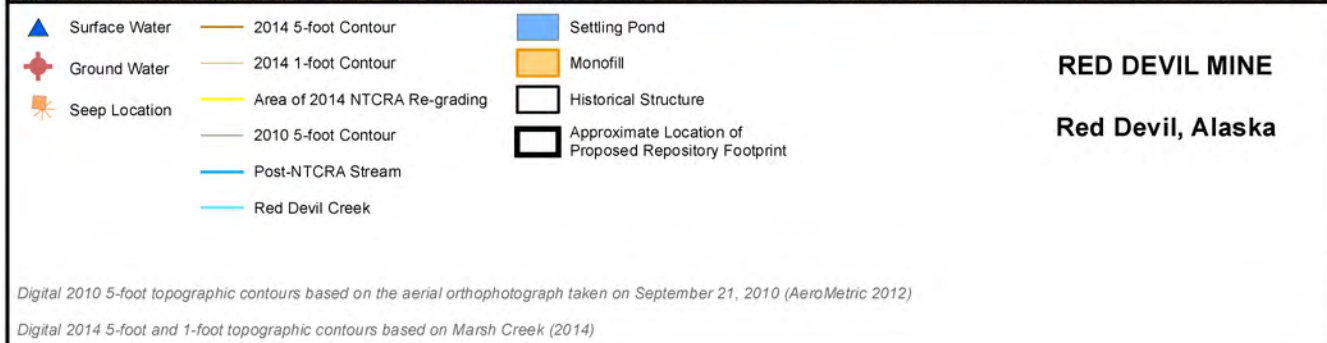 Surface Water
Ground Water
Seep Location
2014 5-foot Contour
2014 1-foot Contour
Area of 2014 NTCRA Re-grading
2010 5-foot Contour
Post-NTCRA Stream
Red Devil Creek
Settling Pond
Monofill
Historical Structure
Approximate Location of
Proposed Repository Footprint
RED DEVIL MINE
Red Devil, Alaska
Digital 2010 5-foot topographic contours based on the aerial orthophotograph taken on September 21, 2010 (AeroMetric 2012)
Digital 2014 5-foot and 1-foot topographic contours based on Marsh Creek (2014)